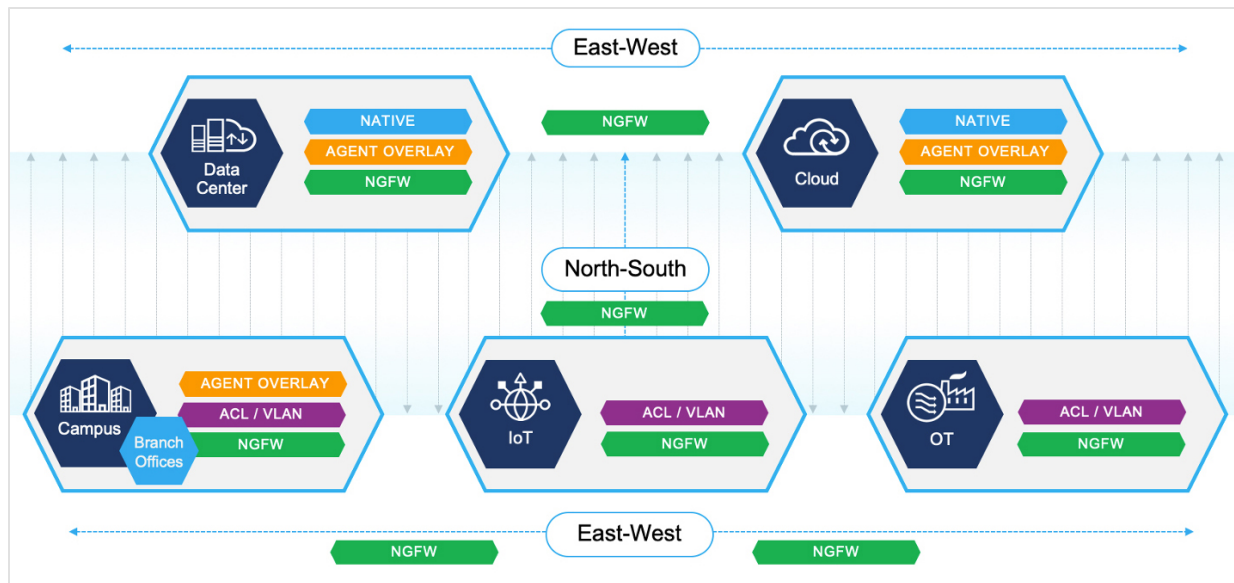 East-West
Data
Center
NATIVE
AGENT OVERLAY
NGFW
NGFW
Cloud
NATIVE
AGENT OVERLAY
NGFW
North-South
NGFW
Campus
Branch
Offices
AGENT OVERLAY
ACL / VLAN
NGFW
IoT
ACL / VLAN
NGFW
OT
ACL / VLAN
NGFW
East-West
NGFW
NGFW